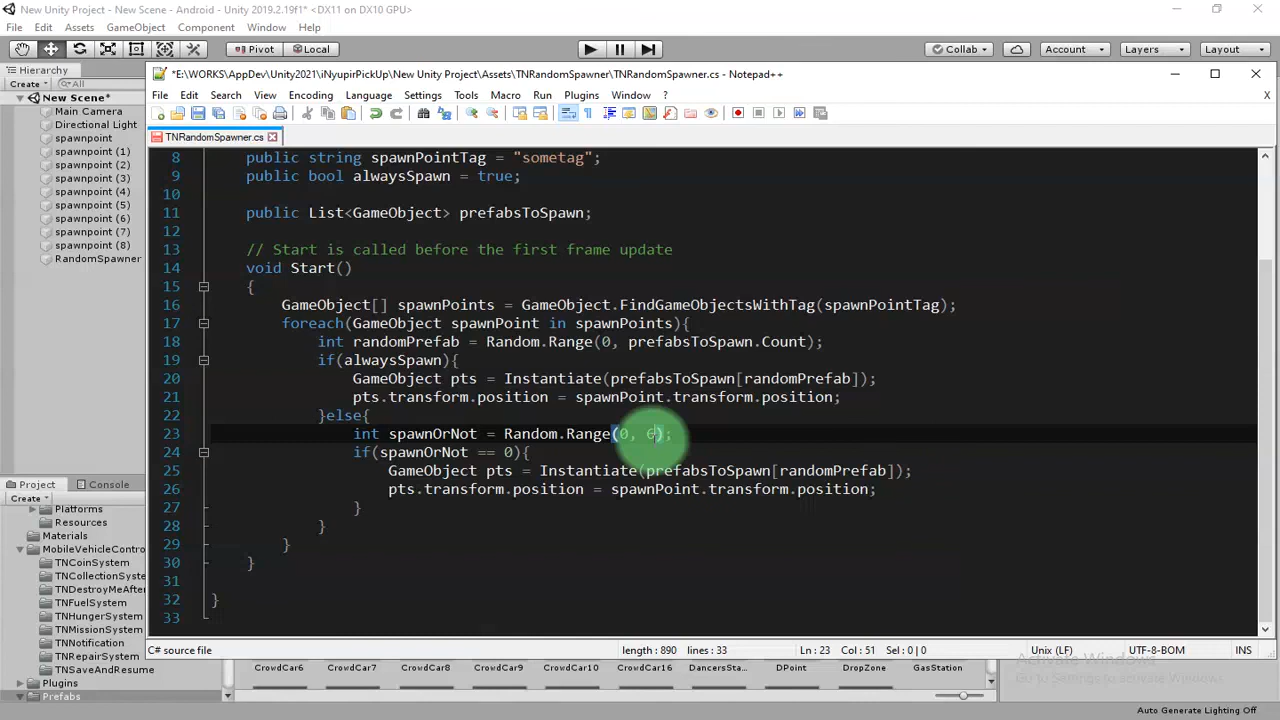 New Unity Project - New Scene - Android - Unity 2019.2.19f1* <DX11 on DX10 GPU>
File Edit Assets GameObject Component Window Help
Pivot Local Collab Account Layers Layout
Hierarchy
Create All
New Scene*
Main Camera
Directional Light
spawnpoint
spawnpoint (1)
spawnpoint (2)
spawnpoint (3)
spawnpoint (4)
spawnpoint (5)
spawnpoint (6)
spawnpoint (7)
spawnpoint (8)
RandomSpawner
*E:\WORKS\AppDev\Unity2021\iNyupirPickUp\New Unity Project\Assets\TNRandomSpawner\TNRandomSpawner.cs - Notepad++
File Edit Search View Encoding Language Settings Tools Macro Run Plugins Window ? X
TNRandomSpawner.cs
8 public string spawnPointTag = "sometag";
9 public bool alwaysSpawn = true;
10
11 public List<GameObject> prefabsToSpawn;
12
13 // Start is called before the first frame update
14 void Start()
15 {
16 GameObject[] spawnPoints = GameObject.FindGameObjectsWithTag(spawnPointTag);
17 foreach(GameObject spawnPoint in spawnPoints){
18 int randomPrefab = Random.Range(0, prefabsToSpawn.Count);
19 if(alwaysSpawn){
20 GameObject pts = Instantiate(prefabsToSpawn[randomPrefab]);
21 pts.transform.position = spawnPoint.transform.position;
22 }else{
23 int spawnOrNot = Random.Range(0, 6);
24 if(spawnOrNot == 0){
25 GameObject pts = Instantiate(prefabsToSpawn[randomPrefab]);
26 pts.transform.position = spawnPoint.transform.position;
27 }
28 }
29 }
30 }
31
32 }
33
C# source file length : 890 lines : 33 Ln : 23 Col : 51 Sel : 0 | 0 Unix (LF) UTF-8-BOM INS
Project Console
Create
Platforms
Resources
Materials
MobileVehicleContro
TNCoinSystem
TNCollectionSyste
TNDestroyMeAfter
TNFuelSystem
TNHungerSystem
TNMissionSystem
TNNotification
TNRepairSystem
TNSaveAndResume
Plugins
Prefabs
CrowdCar6 CrowdCar7 CrowdCar8 CrowdCar9 CrowdCar10 CrowdCar16 DancersSta... DPoint DropZone GasStation
Activate Windows
Go to Settings to activate Windows.
Auto Generate Lighting Off